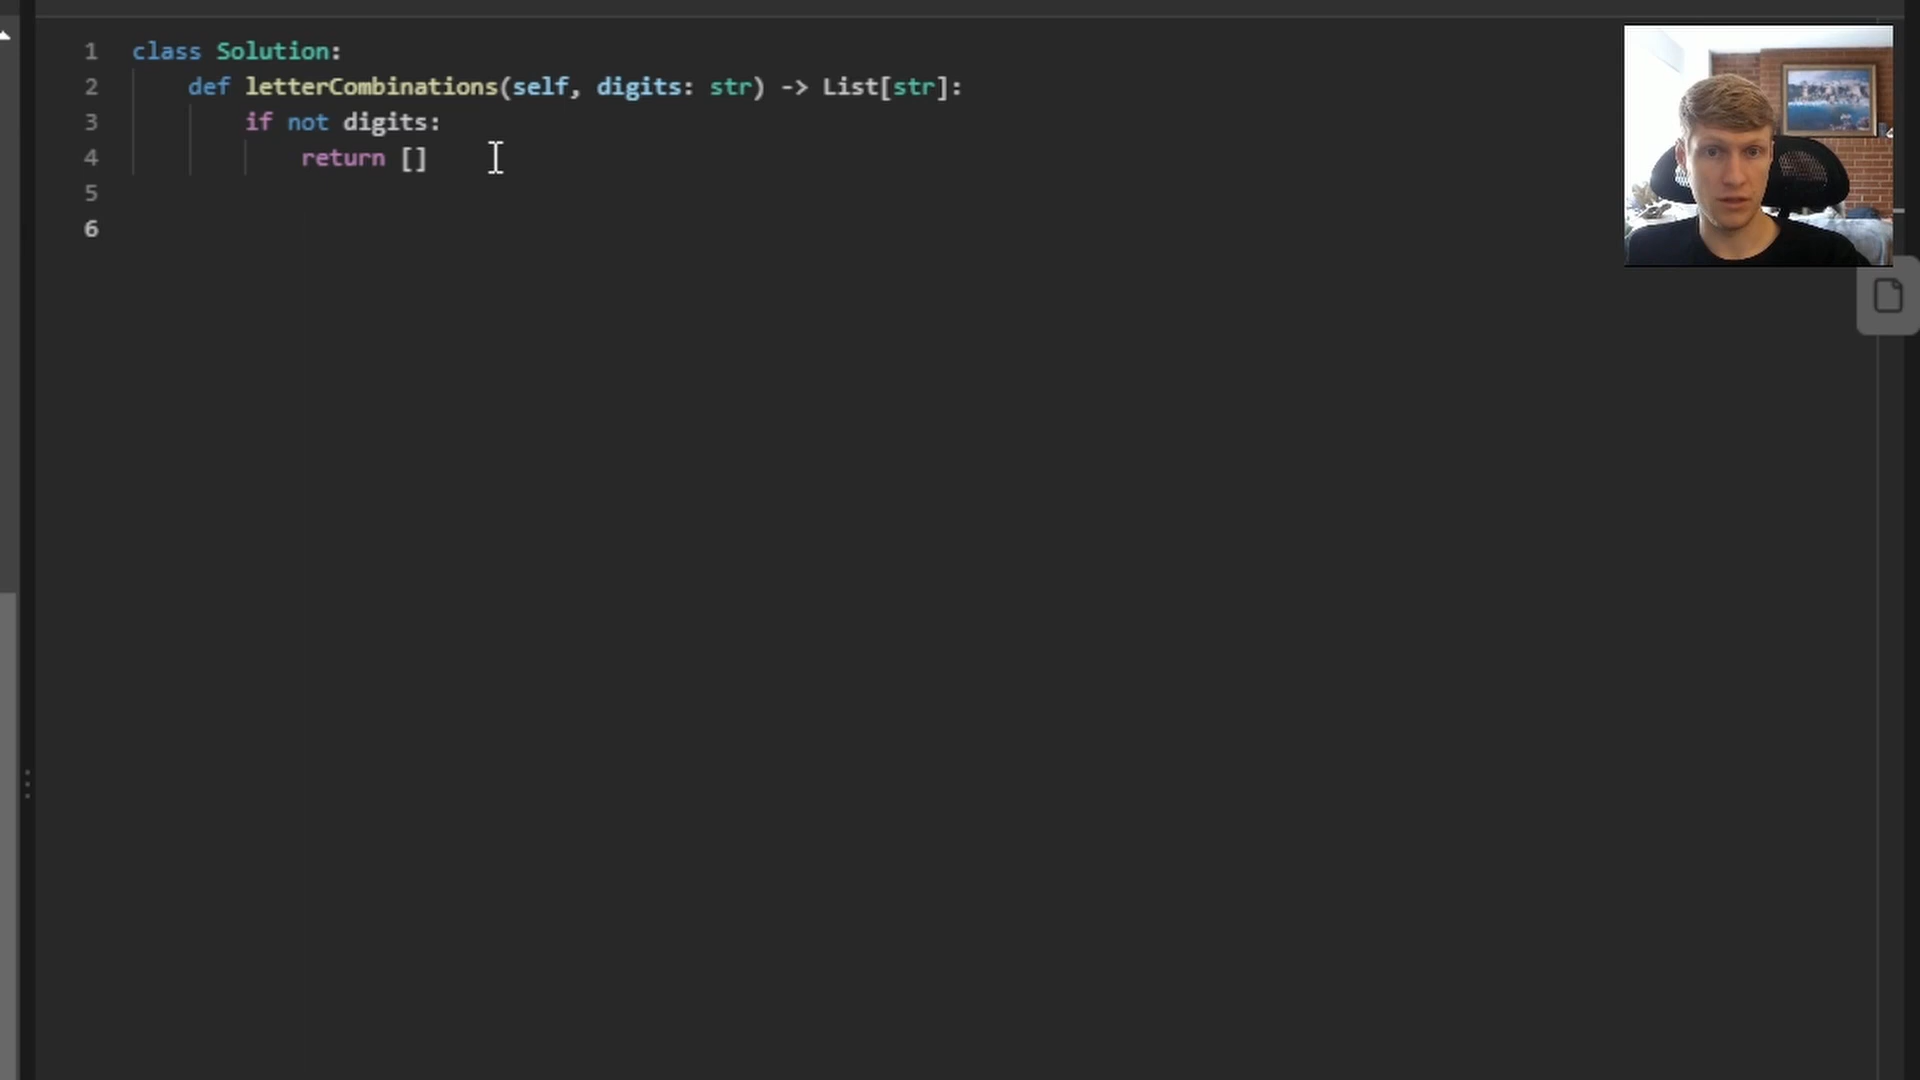 1 class Solution:
2 def letterCombinations(self, digits: str) -> List[str]:
3 if not digits:
4 return []
5
6